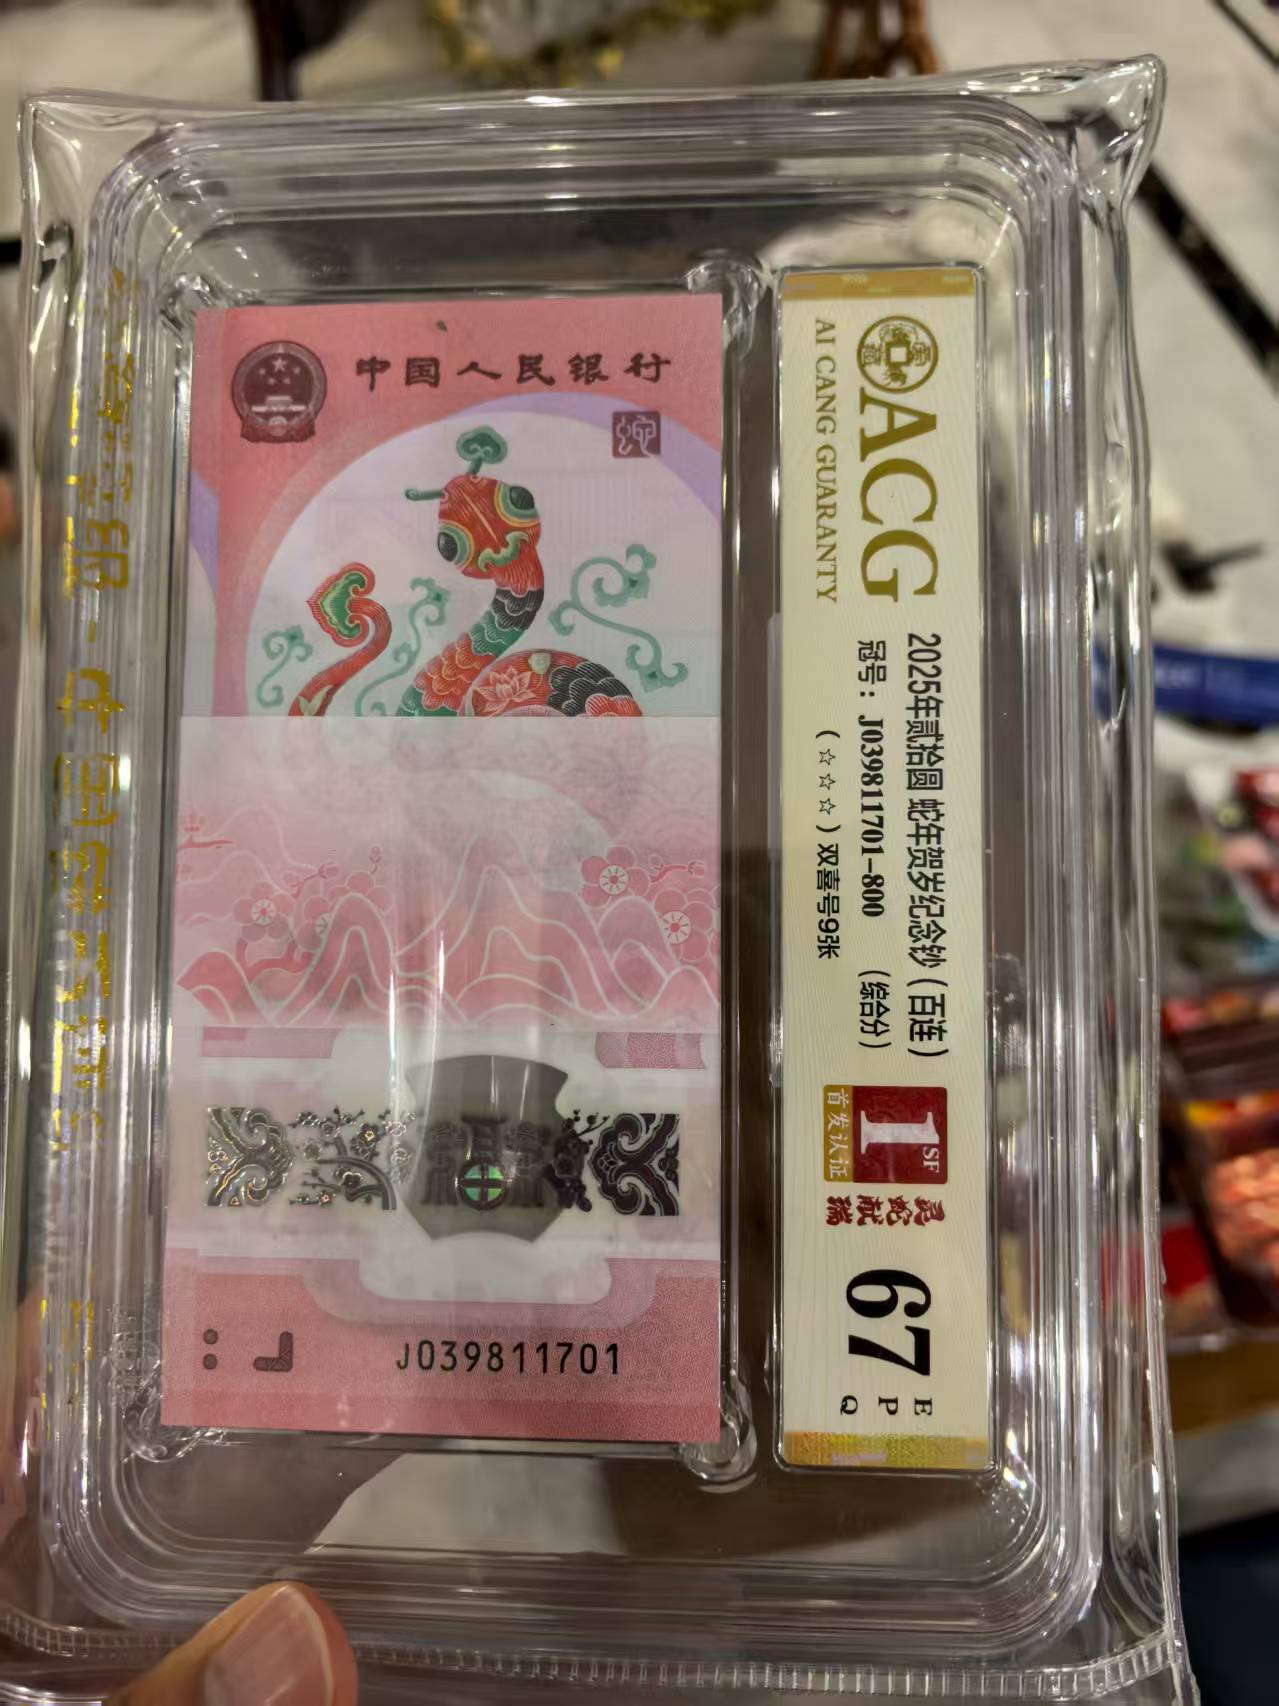 中国人民银行
蛇
J039811701
ACG
AI CANG GUARANTY
2025年贰拾圆 蛇年贺岁纪念钞（百连）
冠号：J039811701-800 （综合分）
（☆☆☆）双喜号9张
1SF
首发认证
灵蛇献瑞
67
EPQ